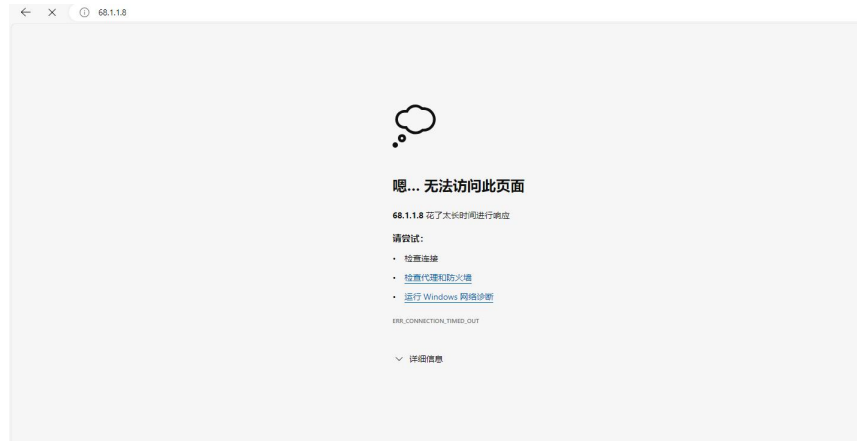 68.1.1.8
嗯... 无法访问此页面
68.1.1.8 花了太长时间进行响应
请尝试：
• 检查连接
• 检查代理和防火墙
• 运行 Windows 网络诊断
ERR_CONNECTION_TIMED_OUT
详细信息